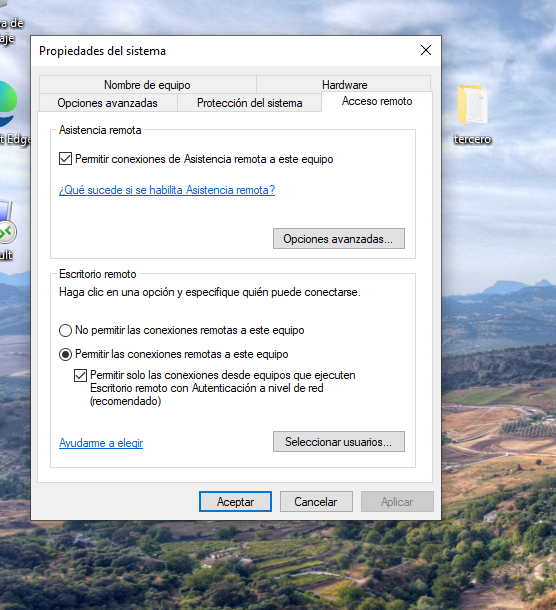 Propiedades del sistema
Nombre de equipo
Hardware
Opciones avanzadas
Protección del sistema
Acceso remoto
Asistencia remota
Permitir conexiones de Asistencia remota a este equipo
¿Qué sucede si se habilita Asistencia remota?
Opciones avanzadas...
Escritorio remoto
Haga clic en una opción y especifique quién puede conectarse.
No permitir las conexiones remotas a este equipo
Permitir las conexiones remotas a este equipo
Permitir solo las conexiones desde equipos que ejecuten
Escritorio remoto con Autenticación a nivel de red
(recomendado)
Ayudarme a elegir
Seleccionar usuarios...
Aceptar
Cancelar
Aplicar
tercero
Edge